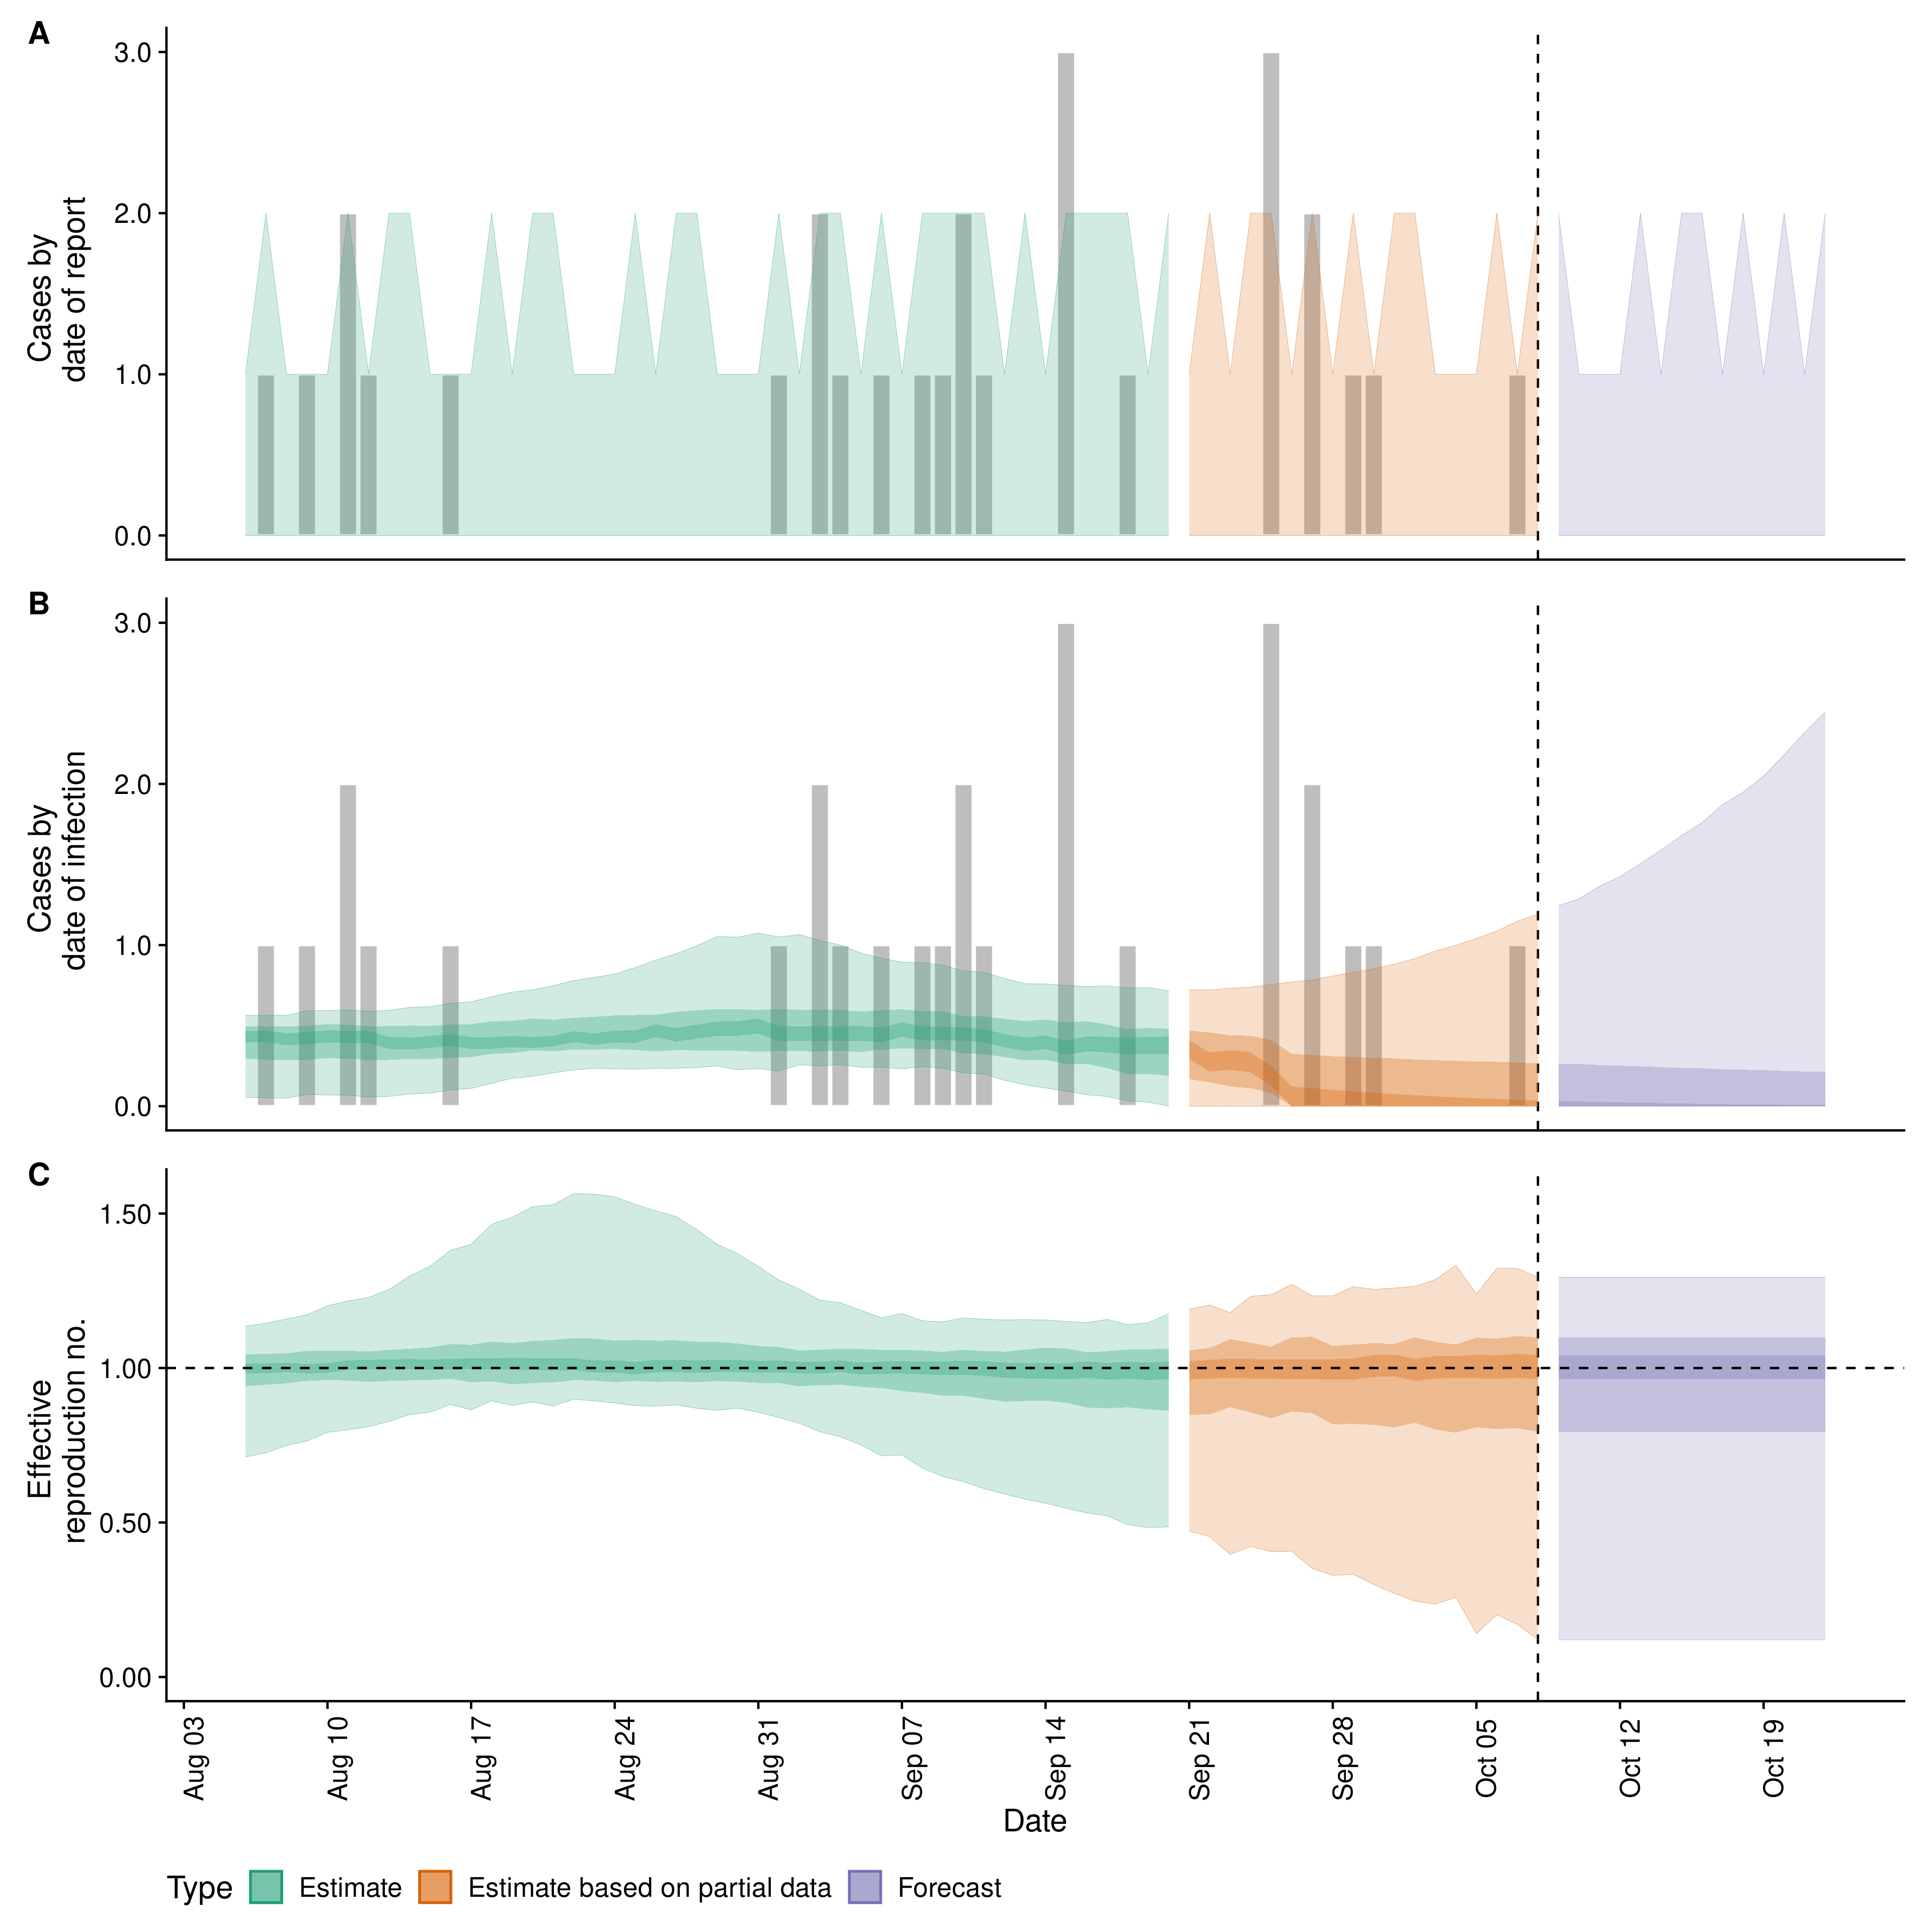 A
3.0
2.0
1.0
0.0
Cases by
date of report
B
3.0
2.0
1.0
0.0
Cases by
date of infection
C
1.50
1.00
0.50
0.00
Effective
reproduction no.
Aug 03
Aug 10
Aug 17
Aug 24
Aug 31
Sep 07
Sep 14
Sep 21
Sep 28
Oct 05
Oct 12
Oct 19
Date
Type Estimate Estimate based on partial data Forecast